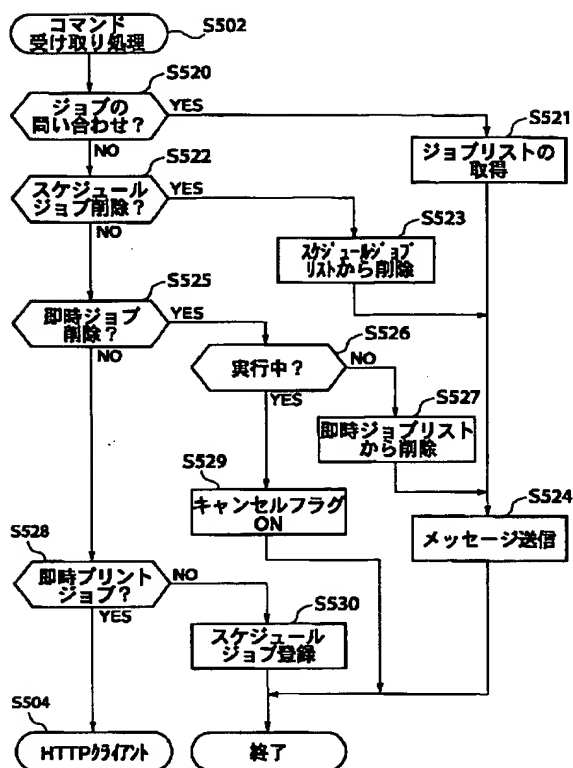 コマンド
受け取り処理
S502
S520
ジョブの
問い合わせ？
YES
NO
S521
ジョブリストの
取得
S522
スケジュール
ジョブ削除？
YES
NO
S523
スケジュールジョブ
リストから削除
S525
即時ジョブ
削除？
YES
NO
S526
実行中？
NO
YES
S527
即時ジョブリスト
から削除
S529
キャンセルフラグ
ON
S524
メッセージ送信
S528
即時プリント
ジョブ？
NO
YES
S530
スケジュール
ジョブ登録
S504
HTTPクライアント
終了